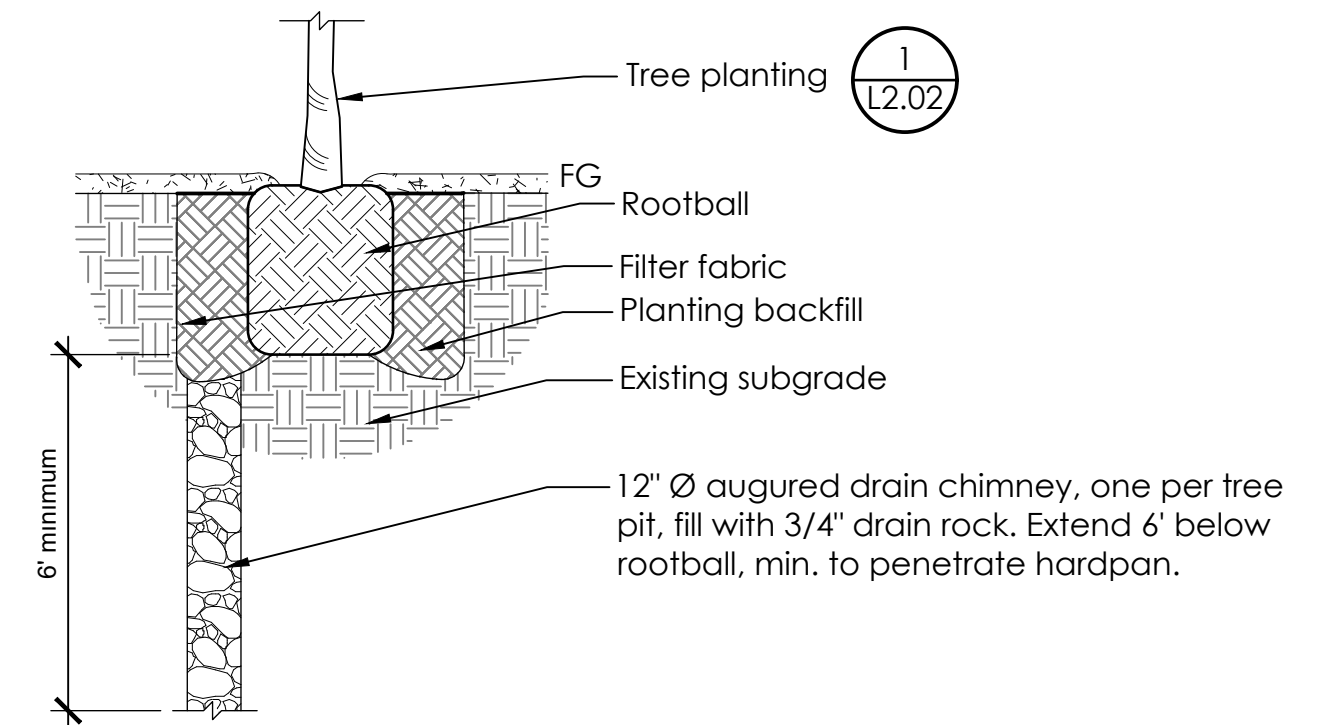 Tree planting
1
L2.02
FG
Rootball
Filter fabric
Planting backfill
Existing subgrade
12" Ø augured drain chimney, one per tree
pit, fill with 3/4" drain rock. Extend 6' below
rootball, min. to penetrate hardpan.
6' minimum